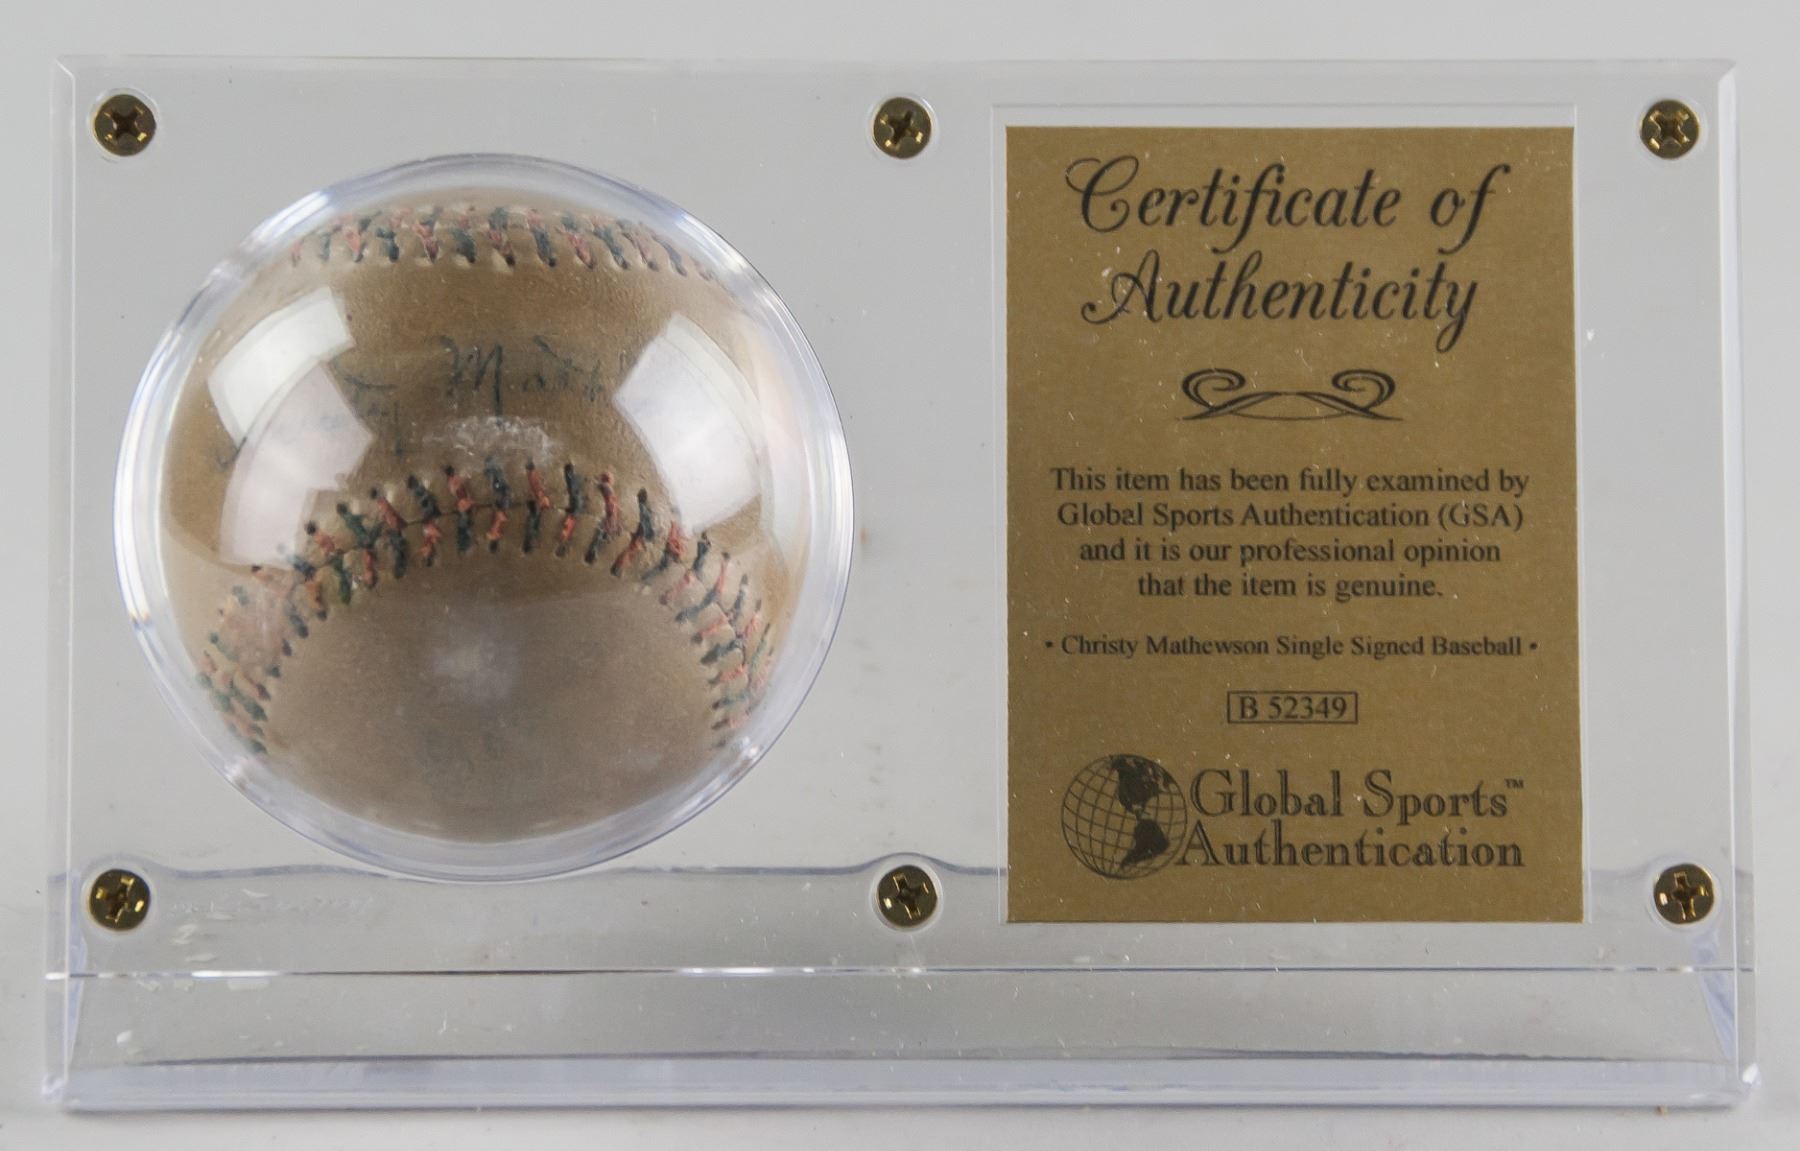 Certificate of
Authenticity
This item has been fully examined by
Global Sports Authentication (GSA)
and it is our professional opinion
that the item is genuine.
• Christy Mathewson Single Signed Baseball •
B 52349
Global Sports™
Authentication